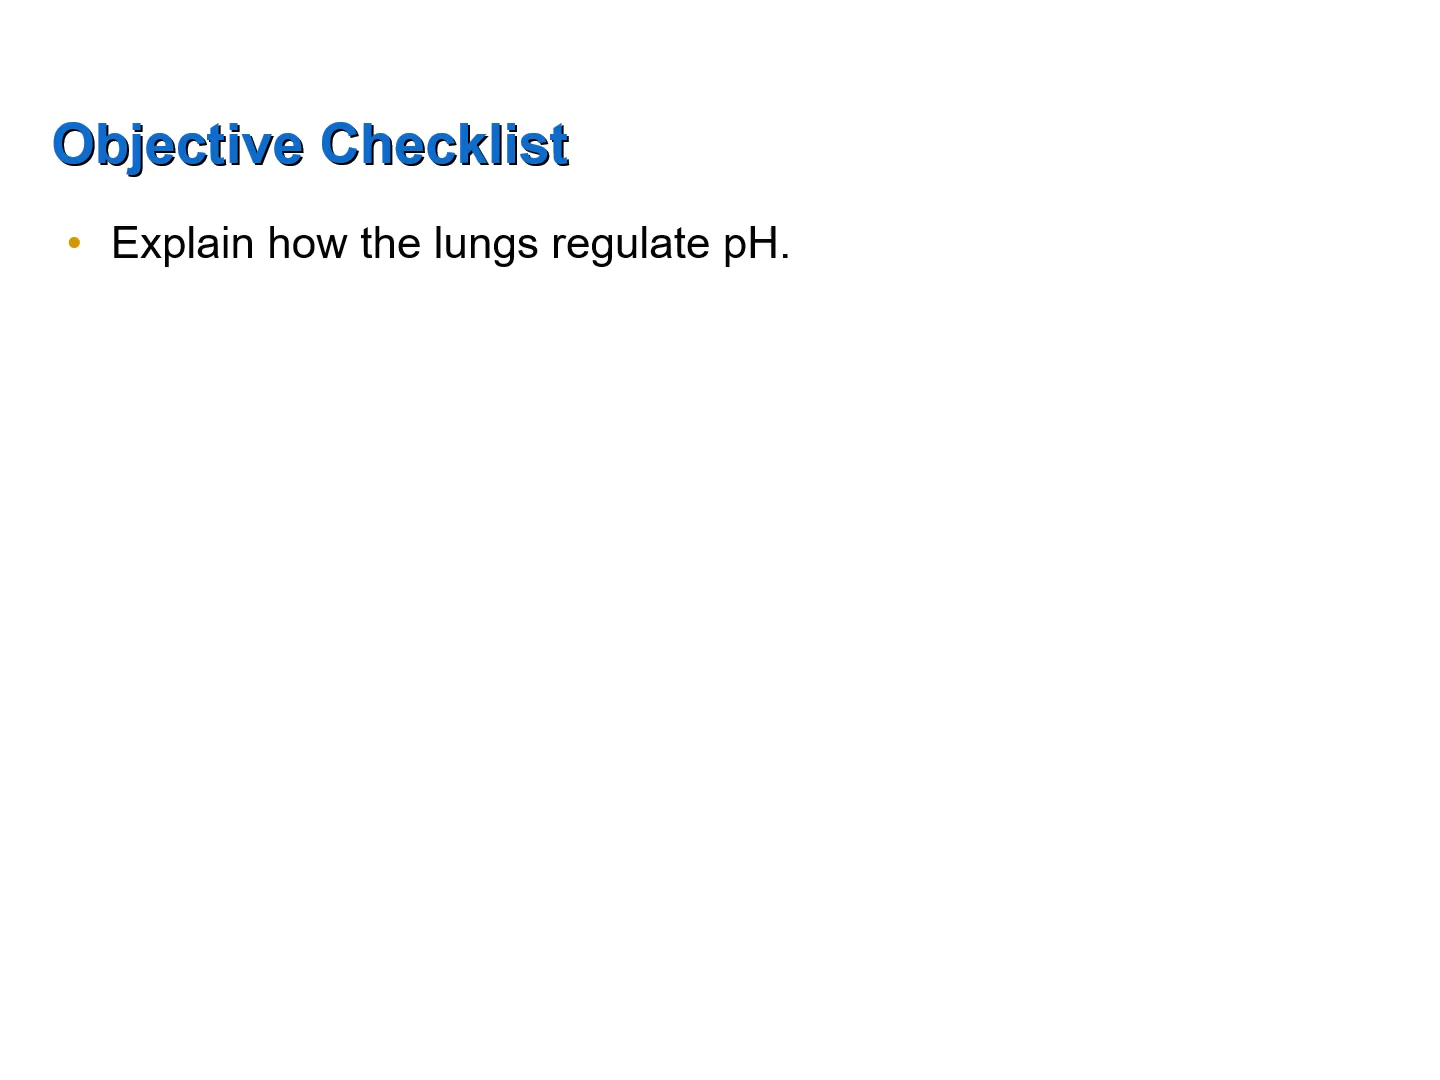 Objective Checklist
• Explain how the lungs regulate pH.